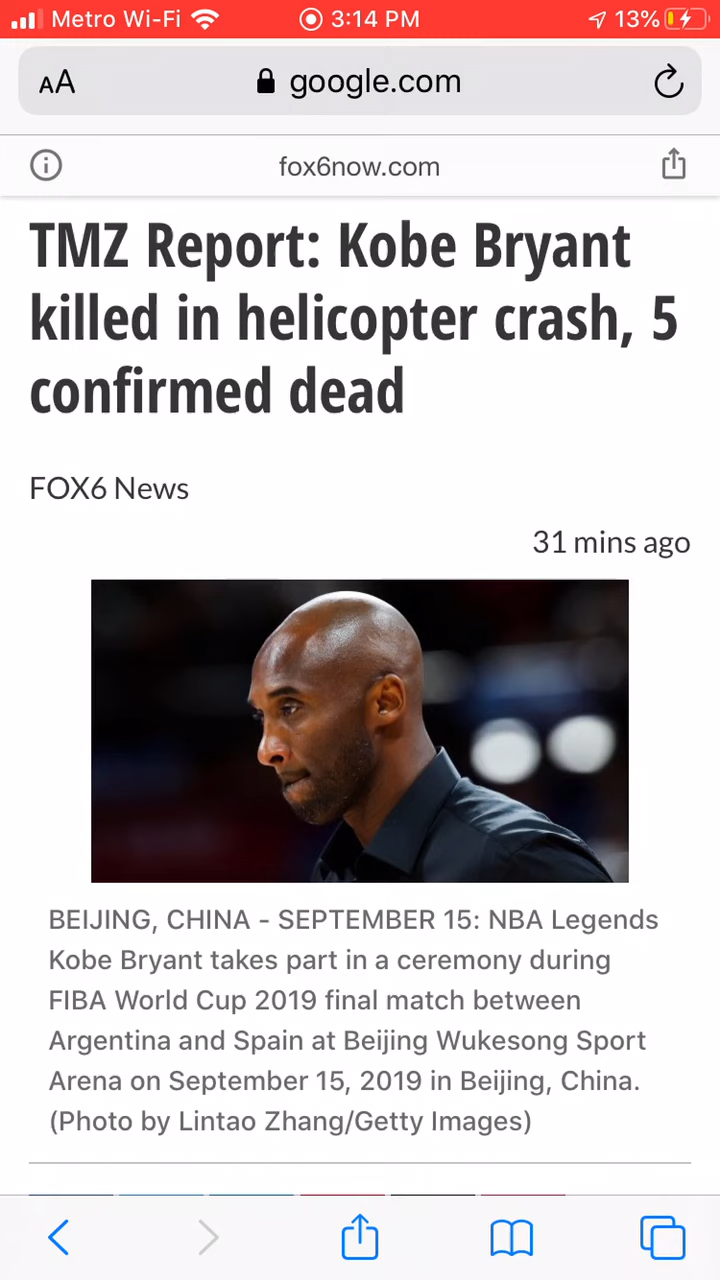 Metro Wi-Fi 3:14 PM 13%
AA google.com
fox6now.com
TMZ Report: Kobe Bryant
killed in helicopter crash, 5
confirmed dead
FOX6 News
31 mins ago
BEIJING, CHINA - SEPTEMBER 15: NBA Legends
Kobe Bryant takes part in a ceremony during
FIBA World Cup 2019 final match between
Argentina and Spain at Beijing Wukesong Sport
Arena on September 15, 2019 in Beijing, China.
(Photo by Lintao Zhang/Getty Images)